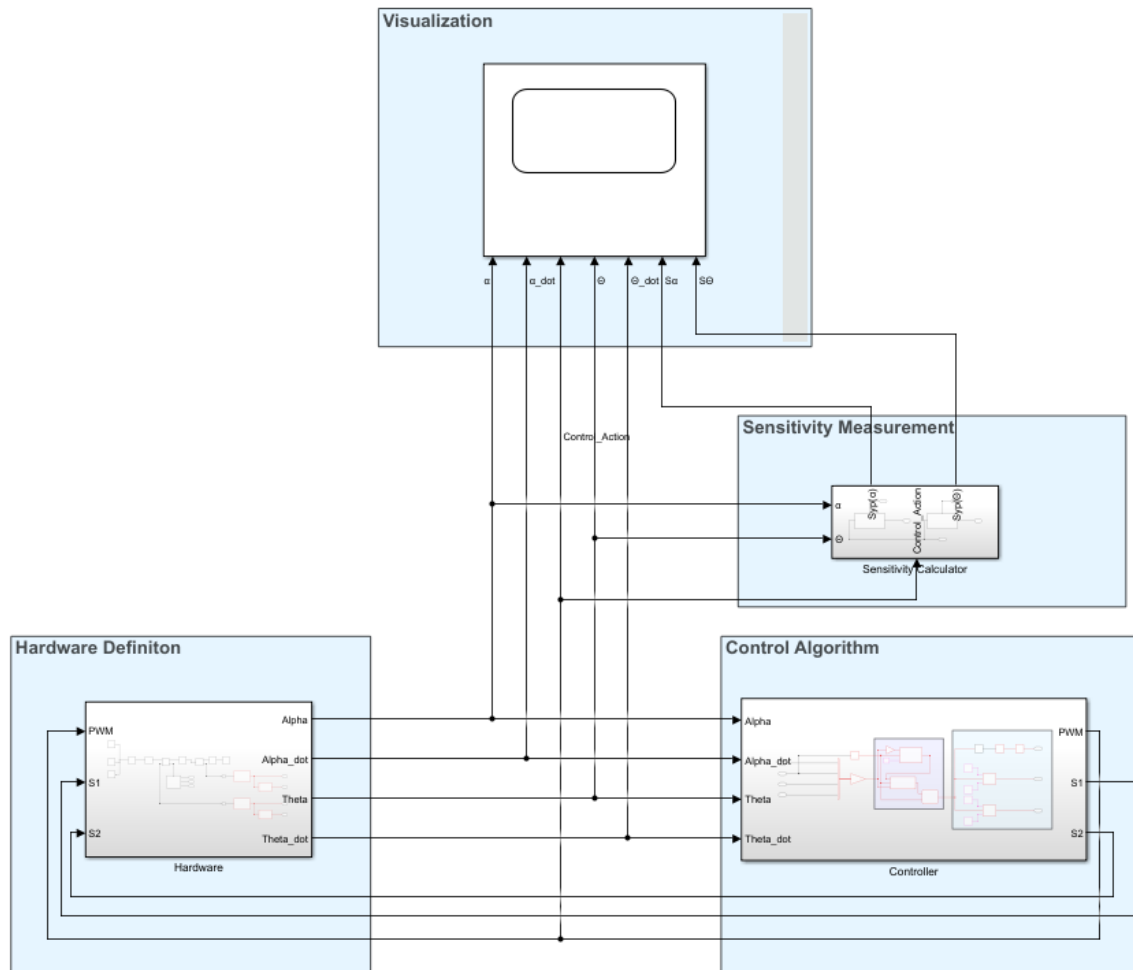 Visualization
α
α_dot
Θ
Θ_dot
Sα
SΘ
Control_Action
Sensitivity Measurement
α
Θ
Syp(α)
Control_Action
Syp(Θ)
Sensitivity Calculator
Hardware Definiton
PWM
S1
S2
Alpha
Alpha_dot
Theta
Theta_dot
Hardware
Control Algorithm
Alpha
Alpha_dot
Theta
Theta_dot
PWM
S1
S2
Controller